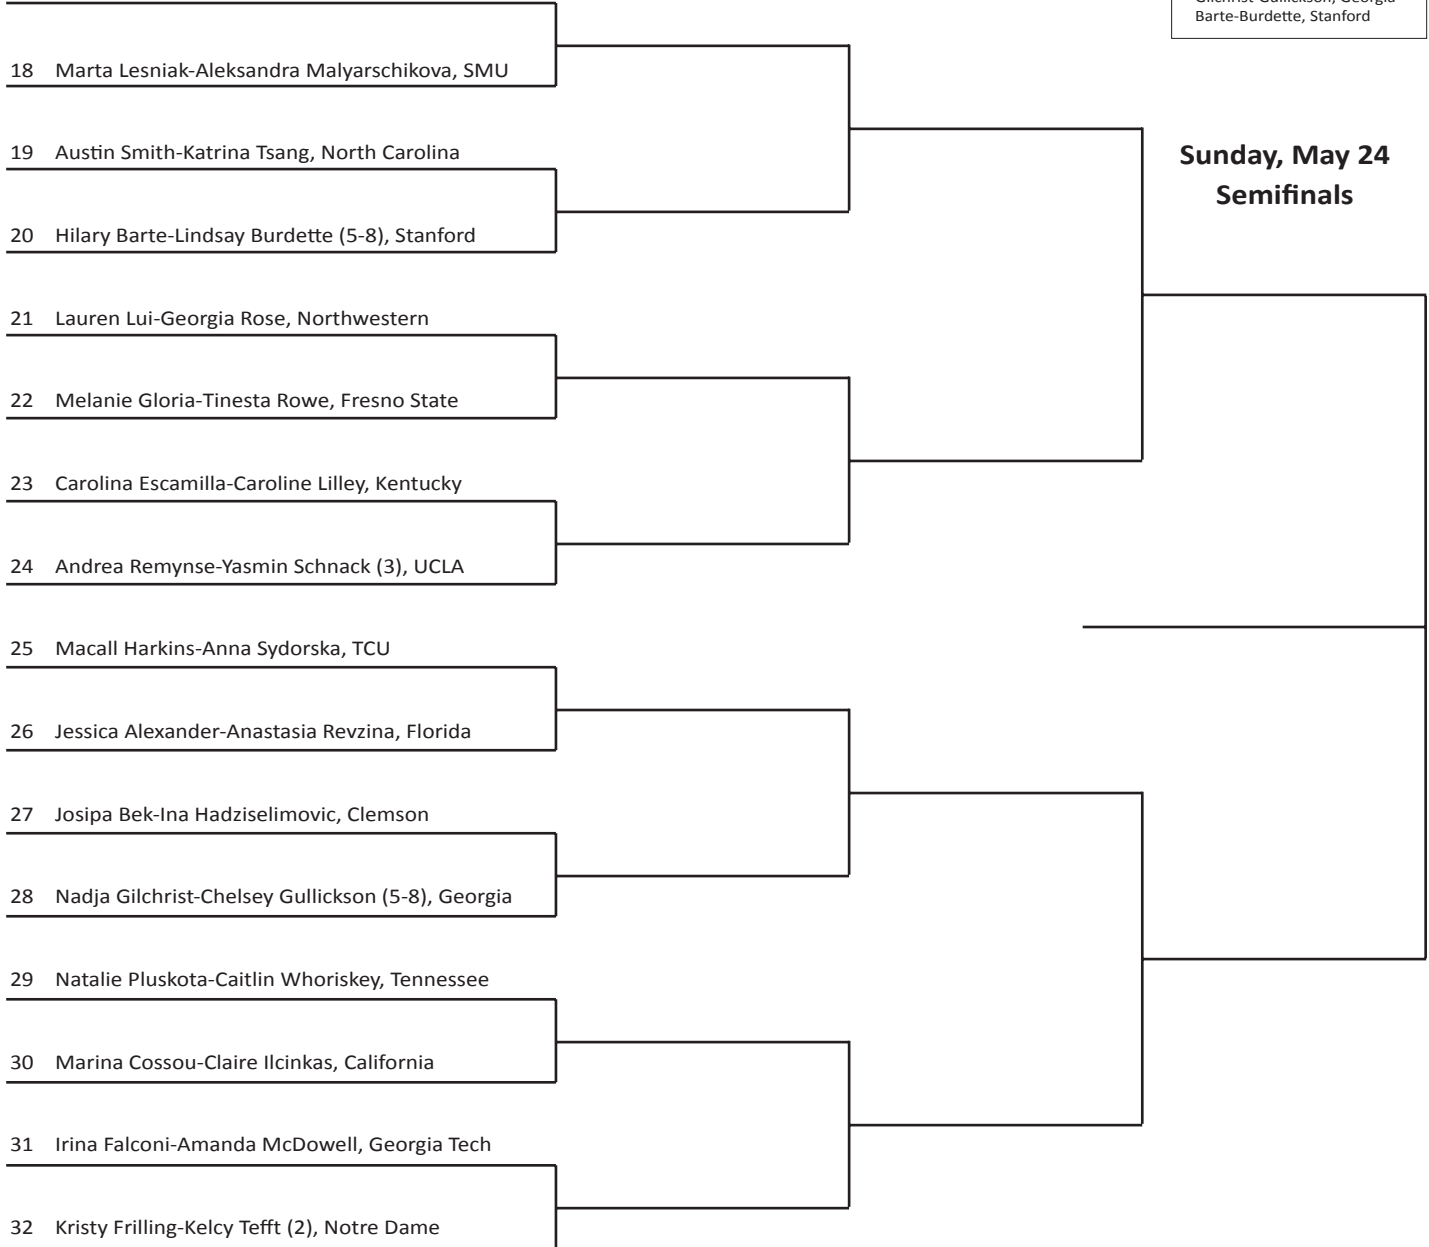 Gilchrist-Gullickson, Georgia
Barte-Burdette, Stanford
18 Marta Lesniak-Aleksandra Malyarschikova, SMU
19 Austin Smith-Katrina Tsang, North Carolina
Sunday, May 24
Semifinals
20 Hilary Barte-Lindsay Burdette (5-8), Stanford
21 Lauren Lui-Georgia Rose, Northwestern
22 Melanie Gloria-Tinesta Rowe, Fresno State
23 Carolina Escamilla-Caroline Lilley, Kentucky
24 Andrea Remynse-Yasmin Schnack (3), UCLA
25 Macall Harkins-Anna Sydorska, TCU
26 Jessica Alexander-Anastasia Revzina, Florida
27 Josipa Bek-Ina Hadziselimovic, Clemson
28 Nadja Gilchrist-Chelsey Gullickson (5-8), Georgia
29 Natalie Pluskota-Caitlin Whoriskey, Tennessee
30 Marina Cossou-Claire Ilcinkas, California
31 Irina Falconi-Amanda McDowell, Georgia Tech
32 Kristy Frilling-Kelcy Tefft (2), Notre Dame